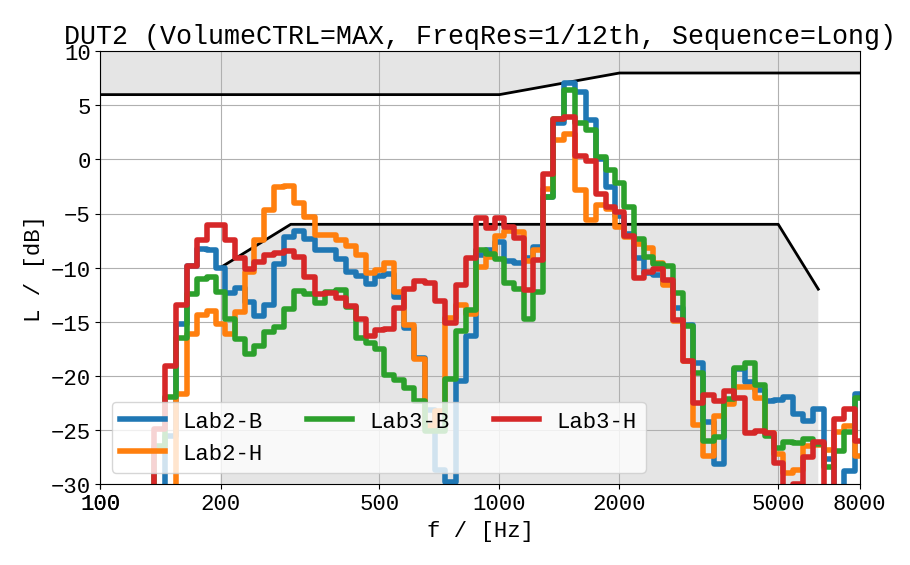 DUT2 (VolumeCTRL=MAX, FreqRes=1/12th, Sequence=Long)
10
5
0
−5
−10
−15
−20
−25
−30
L / [dB]
Lab2-B
Lab3-B
Lab3-H
Lab2-H
100
200
500
1000
2000
5000
8000
f / [Hz]